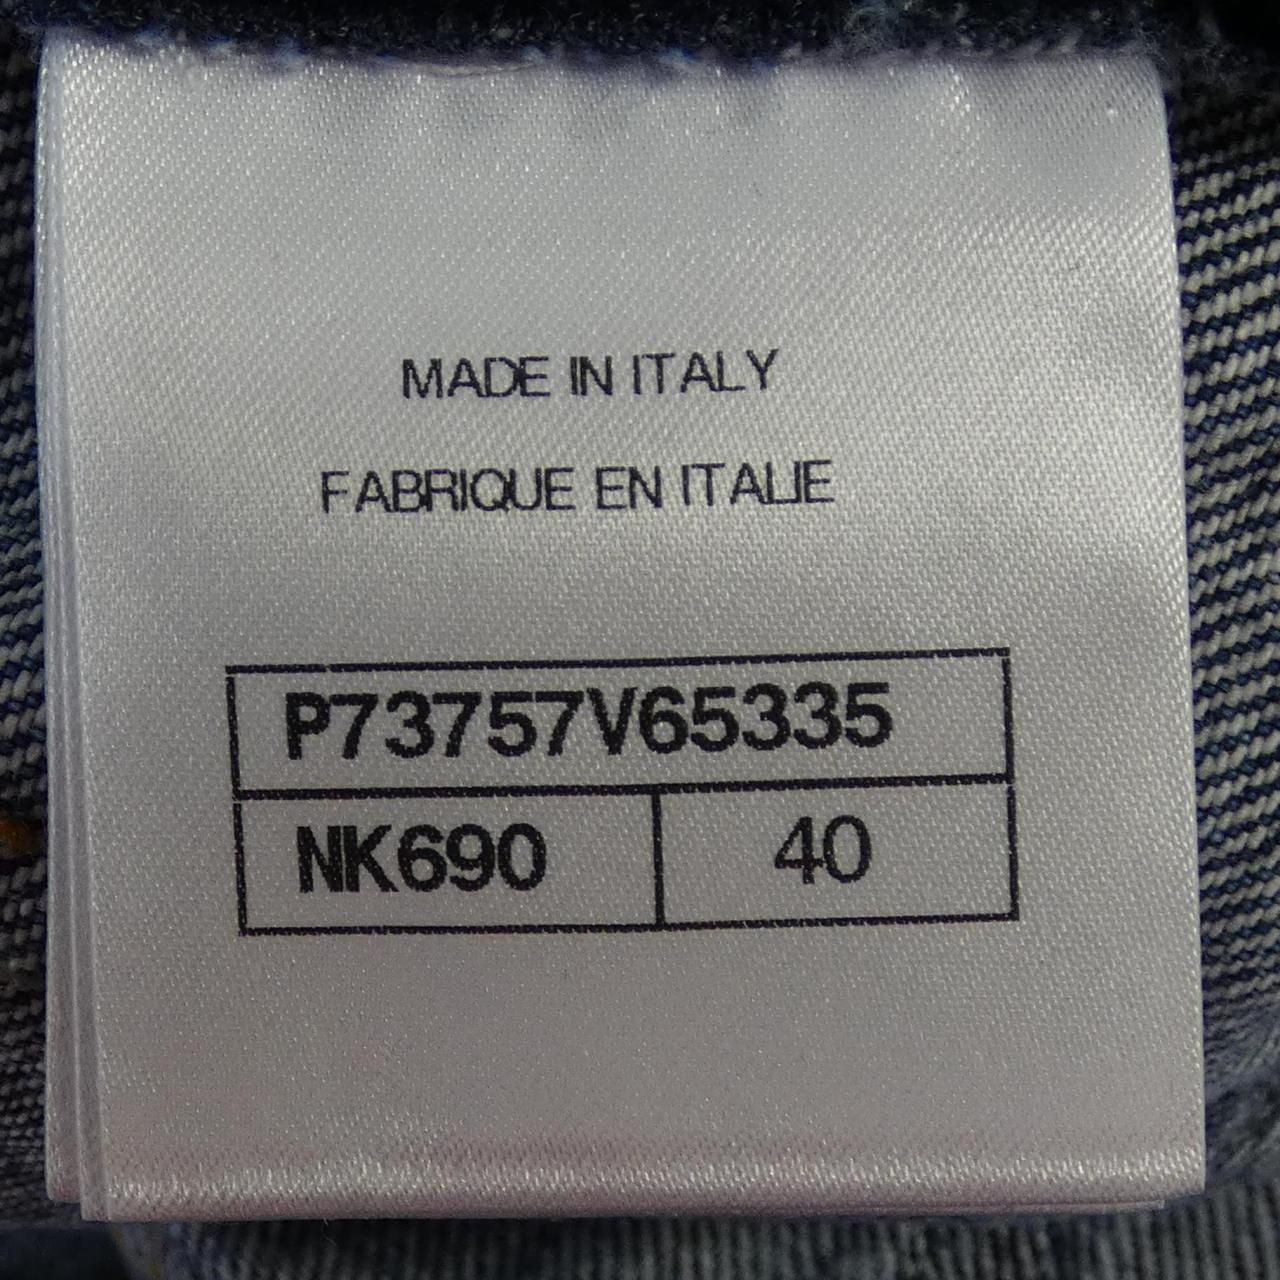 MADE IN ITALY
FABRIQUE EN ITALIE
P73757V65335
NK690 40